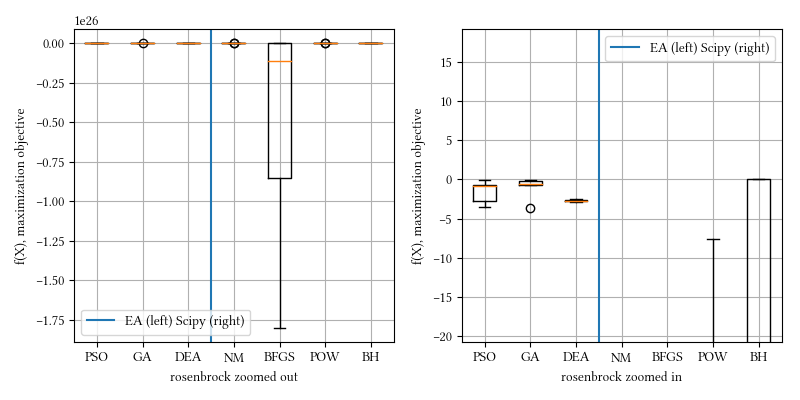 1e26
0.00
−0.25
−0.50
−0.75
−1.00
−1.25
−1.50
−1.75
f(X), maximization objective
EA (left) Scipy (right)
PSO GA DEA NM BFGS POW BH
rosenbrock zoomed out
15
10
5
0
−5
−10
−15
−20
f(X), maximization objective
EA (left) Scipy (right)
PSO GA DEA NM BFGS POW BH
rosenbrock zoomed in